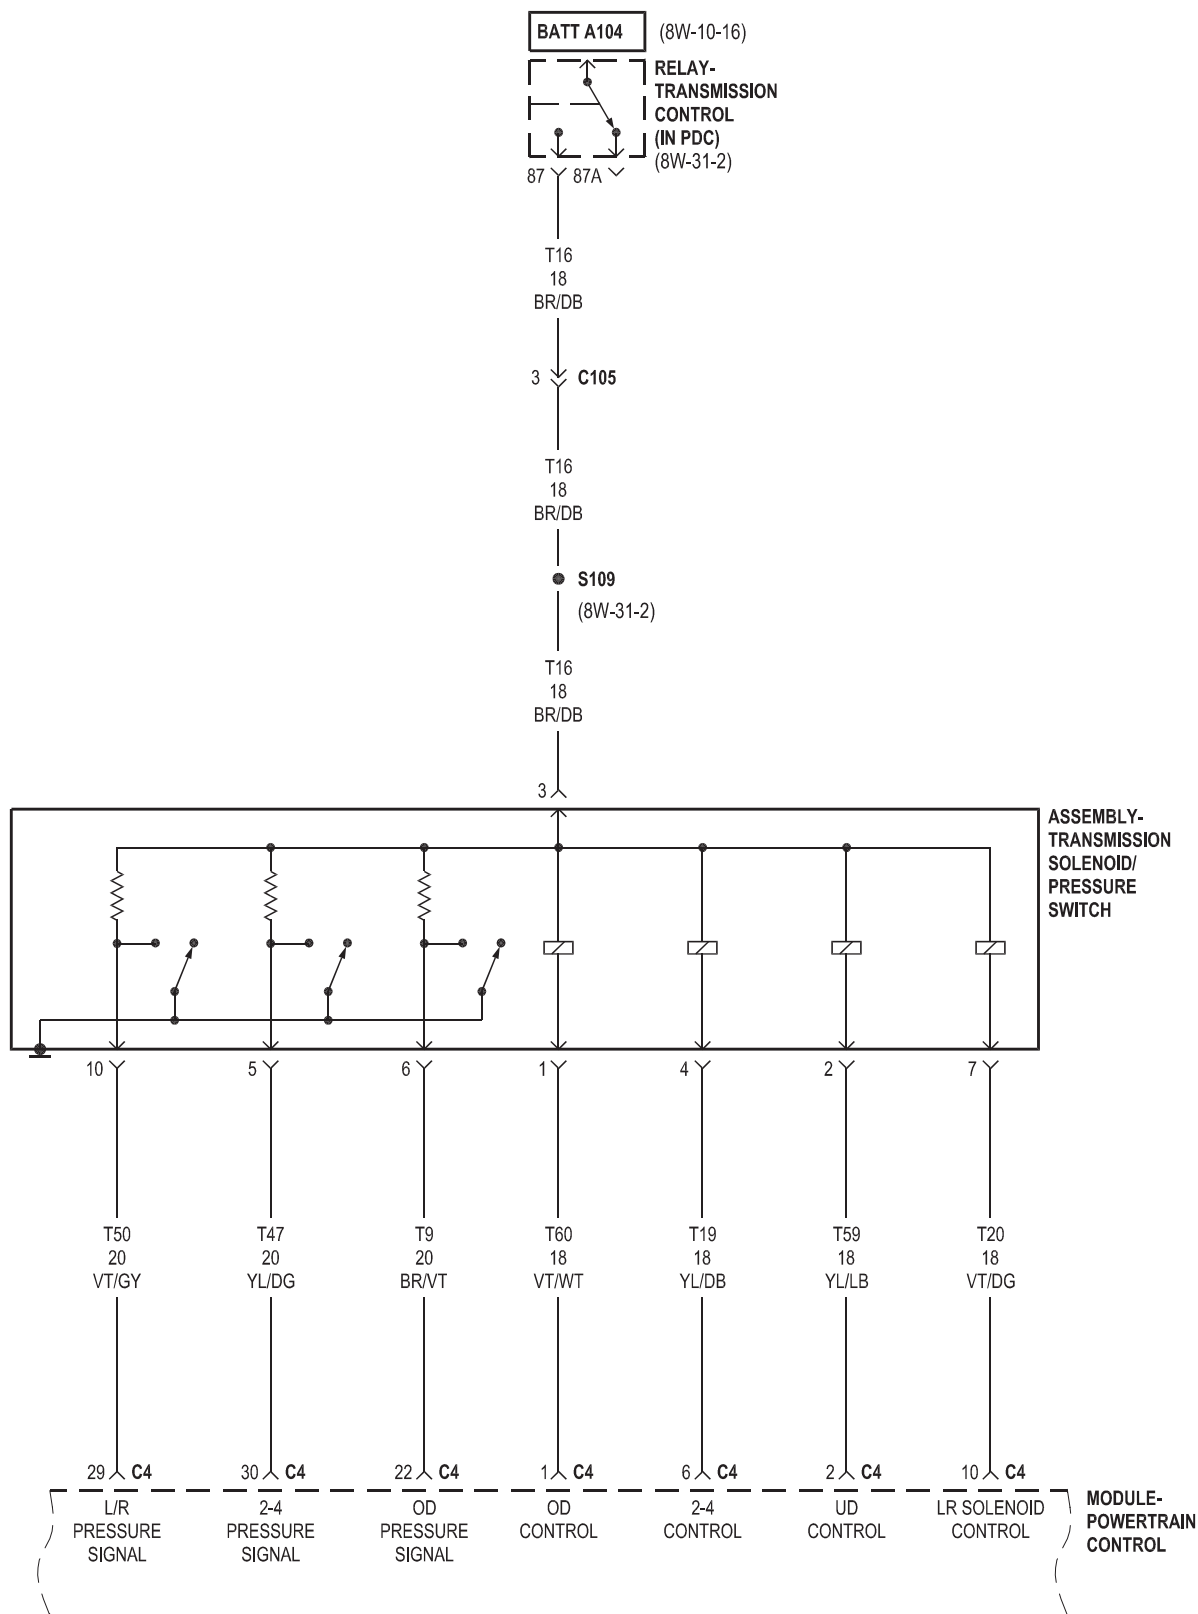 BATT A104 (8W-10-16)
RELAY-
TRANSMISSION
CONTROL
(IN PDC)
(8W-31-2)
87 87A
T16
18
BR/DB
3 C105
T16
18
BR/DB
S109
(8W-31-2)
T16
18
BR/DB
3
ASSEMBLY-
TRANSMISSION
SOLENOID/
PRESSURE
SWITCH
10 5 6 1 4 2 7
T50 T47 T9 T60 T19 T59 T20
20 20 20 18 18 18 18
VT/GY YL/DG BR/VT VT/WT YL/DB YL/LB VT/DG
29 C4 30 C4 22 C4 1 C4 6 C4 2 C4 10 C4
L/R 2-4 OD OD 2-4 UD LR SOLENOID
PRESSURE PRESSURE PRESSURE CONTROL CONTROL CONTROL CONTROL
SIGNAL SIGNAL SIGNAL
MODULE-
POWERTRAIN
CONTROL